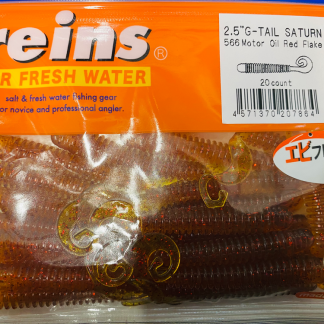 reins®
2.5"G-TAIL SATURN
566 Motor Oil Red Flake
R FRESH WATER
20count
salt & fresh water fishing gear
or novice and professional angler.
4571370207864
エビ